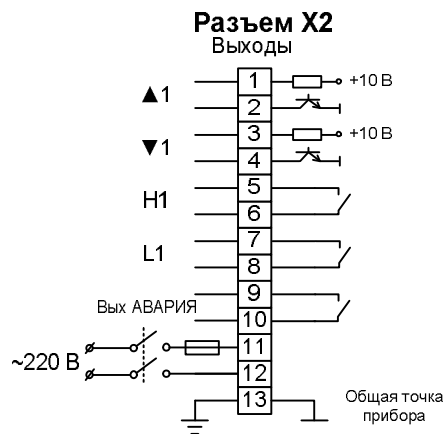 Разъем X2
Выходы
▲1
1
+10 В
2
▼1
3
+10 В
4
H1
5
6
L1
7
8
9
Вых АВАРИЯ
10
~220 В
11
12
13
Общая точка
прибора